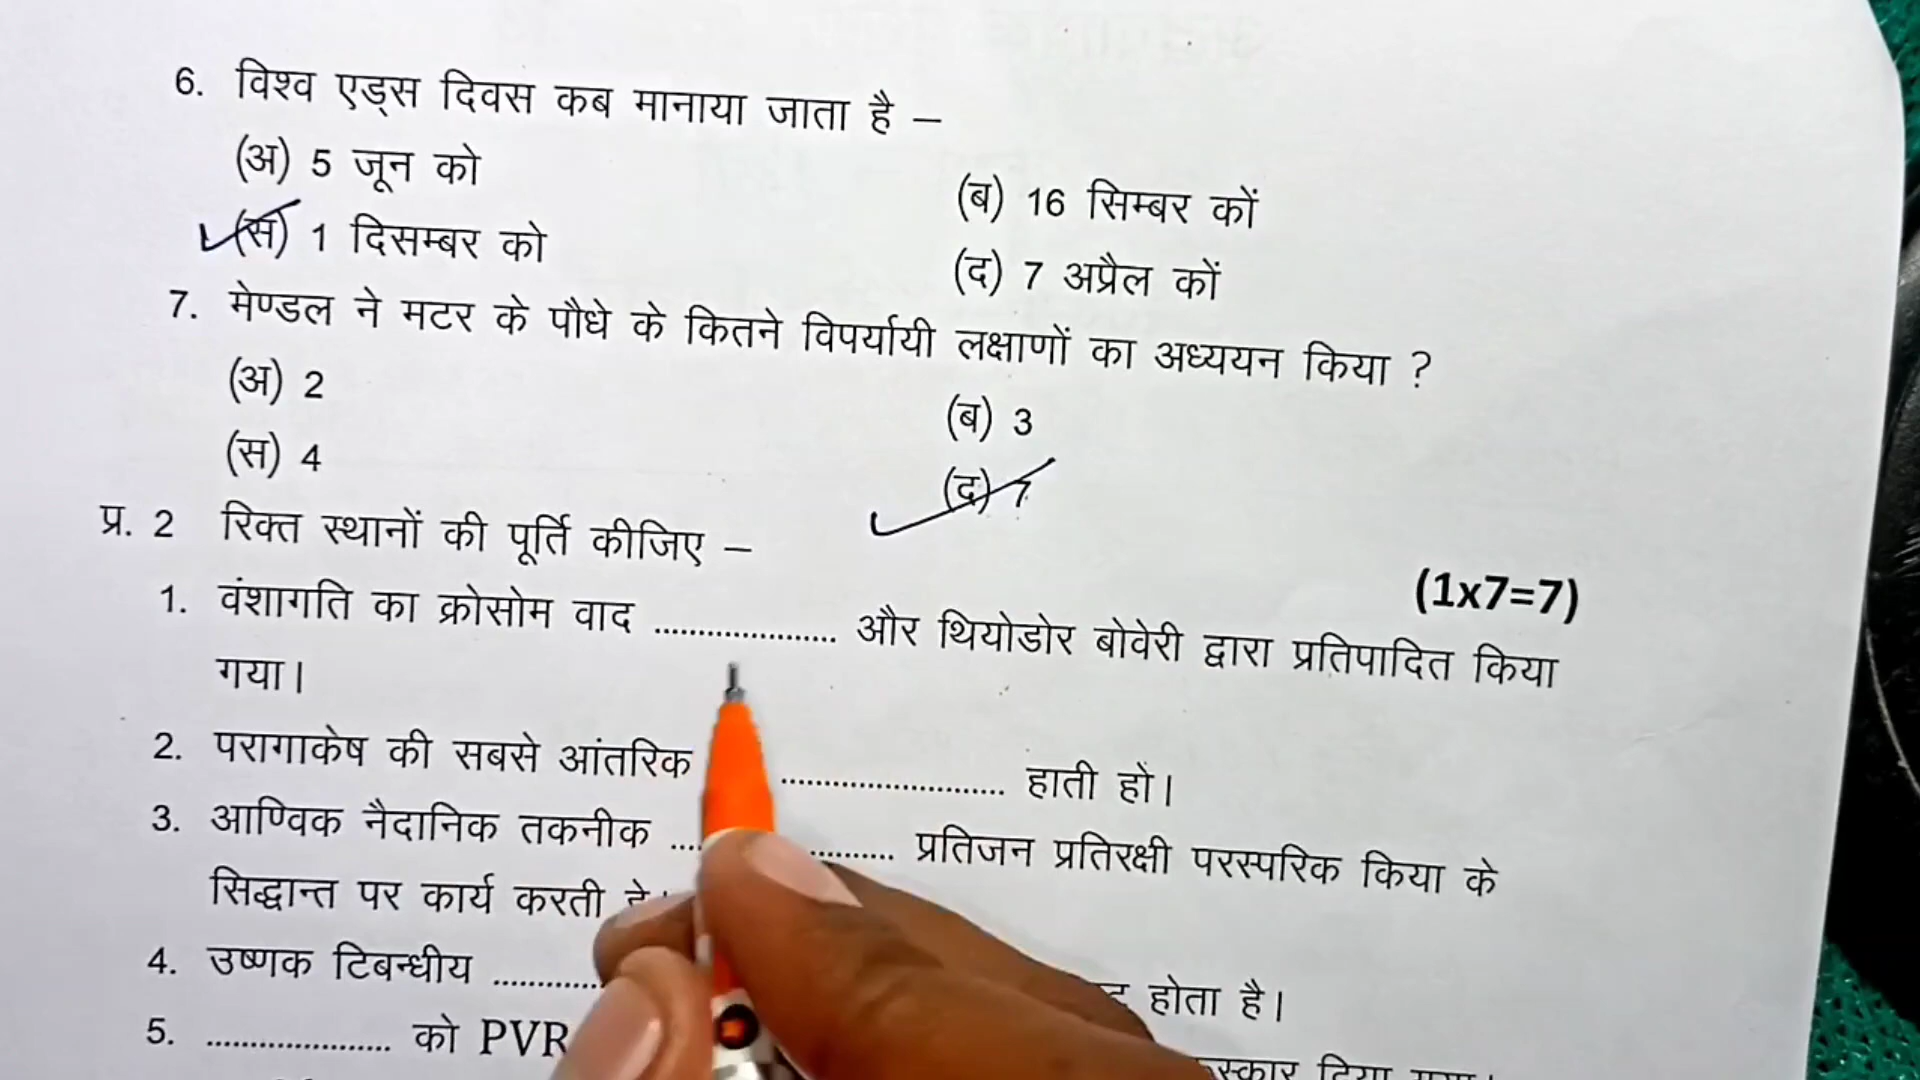 6. विश्व एड्स दिवस कब मानाया जाता है –
(अ) 5 जून को (ब) 16 सिम्बर कों
(स) 1 दिसम्बर को (द) 7 अप्रैल कों
7. मेण्डल ने मटर के पौधे के कितने विपर्यायी लक्षाणों का अध्ययन किया ?
(अ) 2 (ब) 3
(स) 4 (द) 7
प्र. 2 रिक्त स्थानों की पूर्ति कीजिए – (1x7=7)
1. वंशागति का क्रोसोम वाद ..................... और थियोडोर बोवेरी द्वारा प्रतिपादित किया
गया।
2. परागाकेष की सबसे आंतरिक .......................... हाती हो।
3. आण्विक नैदानिक तकनीक .......................... प्रतिजन प्रतिरक्षी परस्परिक किया के
सिद्धान्त पर कार्य करती
4. उष्णक टिबन्धीय ............. होता है।
5. ..................... को PVR दिया गया।